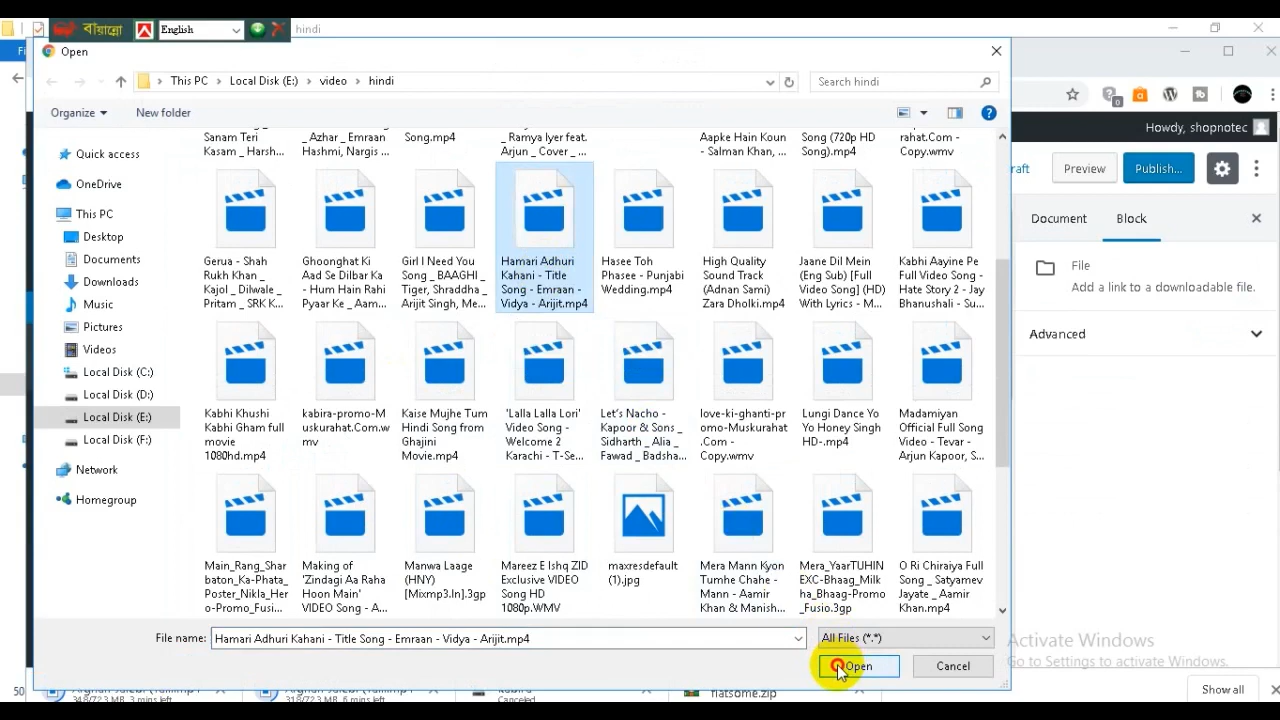 বায়ান্নো
English
hindi
Open
This PC
Local Disk (E:)
video
hindi
Search hindi
Organize
New folder
Howdy, shopnotec
raft
Preview
Publish...
Document
Block
File
Add a link to a downloadable file.
Advanced
Quick access
OneDrive
This PC
Desktop
Documents
Downloads
Music
Pictures
Videos
Local Disk (C:)
Local Disk (D:)
Local Disk (E:)
Local Disk (F:)
Network
Homegroup
Sanam Teri
Kasam _ Harsh...
_ Azhar _ Emraan
Hashmi, Nargis ...
Song.mp4
_ Ramya Iyer feat.
Arjun _ Cover _ ...
Aapke Hain Koun
- Salman Khan, ...
Song (720p HD
Song).mp4
rahat.Com -
Copy.wmv
Gerua - Shah
Rukh Khan _
Kajol _ Dilwale _
Pritam _ SRK K...
Ghoonghat Ki
Aad Se Dilbar Ka
- Hum Hain Rahi
Pyaar Ke _ Aam...
Girl I Need You
Song _ BAAGHI _
Tiger, Shraddha _
Arijit Singh, Me...
Hamari Adhuri
Kahani - Title
Song - Emraan -
Vidya - Arijit.mp4
Hasee Toh
Phasee - Punjabi
Wedding.mp4
High Quality
Sound Track
(Adnan Sami)
Zara Dholki.mp4
Jaane Dil Mein
(Eng Sub) [Full
Video Song] (HD)
With Lyrics - M...
Kabhi Aayine Pe
Full Video Song -
Hate Story 2 - Jay
Bhanushali - Su...
Kabhi Khushi
Kabhi Gham full
movie
1080hd.mp4
kabira-promo-M
uskurahat.Com.w
mv
Kaise Mujhe Tum
Hindi Song from
Ghajini
Movie.mp4
'Lalla Lalla Lori'
Video Song -
Welcome 2
Karachi - T-Se...
Let's Nacho -
Kapoor & Sons _
Sidharth _ Alia _
Fawad _ Badsha...
love-ki-ghanti-pr
omo-Muskurahat
.Com -
Copy.wmv
Lungi Dance Yo
Yo Honey Singh
HD-.mp4
Madamiyan
Official Full Song
Video - Tevar -
Arjun Kapoor, S...
Main_Rang_Shar
baton_Ka-Phata_
Poster_Nikla_Her
o-Promo_Fusi...
Making of
'Zindagi Aa Raha
Hoon Main'
VIDEO Song - A...
Manwa Laage
(HNY)
[Mixmp3.In].3gp
Mareez E Ishq ZID
Exclusive VIDEO
Song HD
1080p.WMV
maxresdefault
(1).jpg
Mera Mann Kyon
Tumhe Chahe -
Mann - Aamir
Khan & Manish...
Mera_YaarTUHIN
EXC-Bhaag_Milk
ha_Bhaag-Promo
_Fusio.3gp
O Ri Chiraiya Full
Song _ Satyamev
Jayate _ Aamir
Khan.mp4
File name:
Hamari Adhuri Kahani - Title Song - Emraan - Vidya - Arijit.mp4
All Files (*.*)
Open
Cancel
Activate Windows
Go to Settings to activate Windows.
Canceled
flatsome.zip
Show all